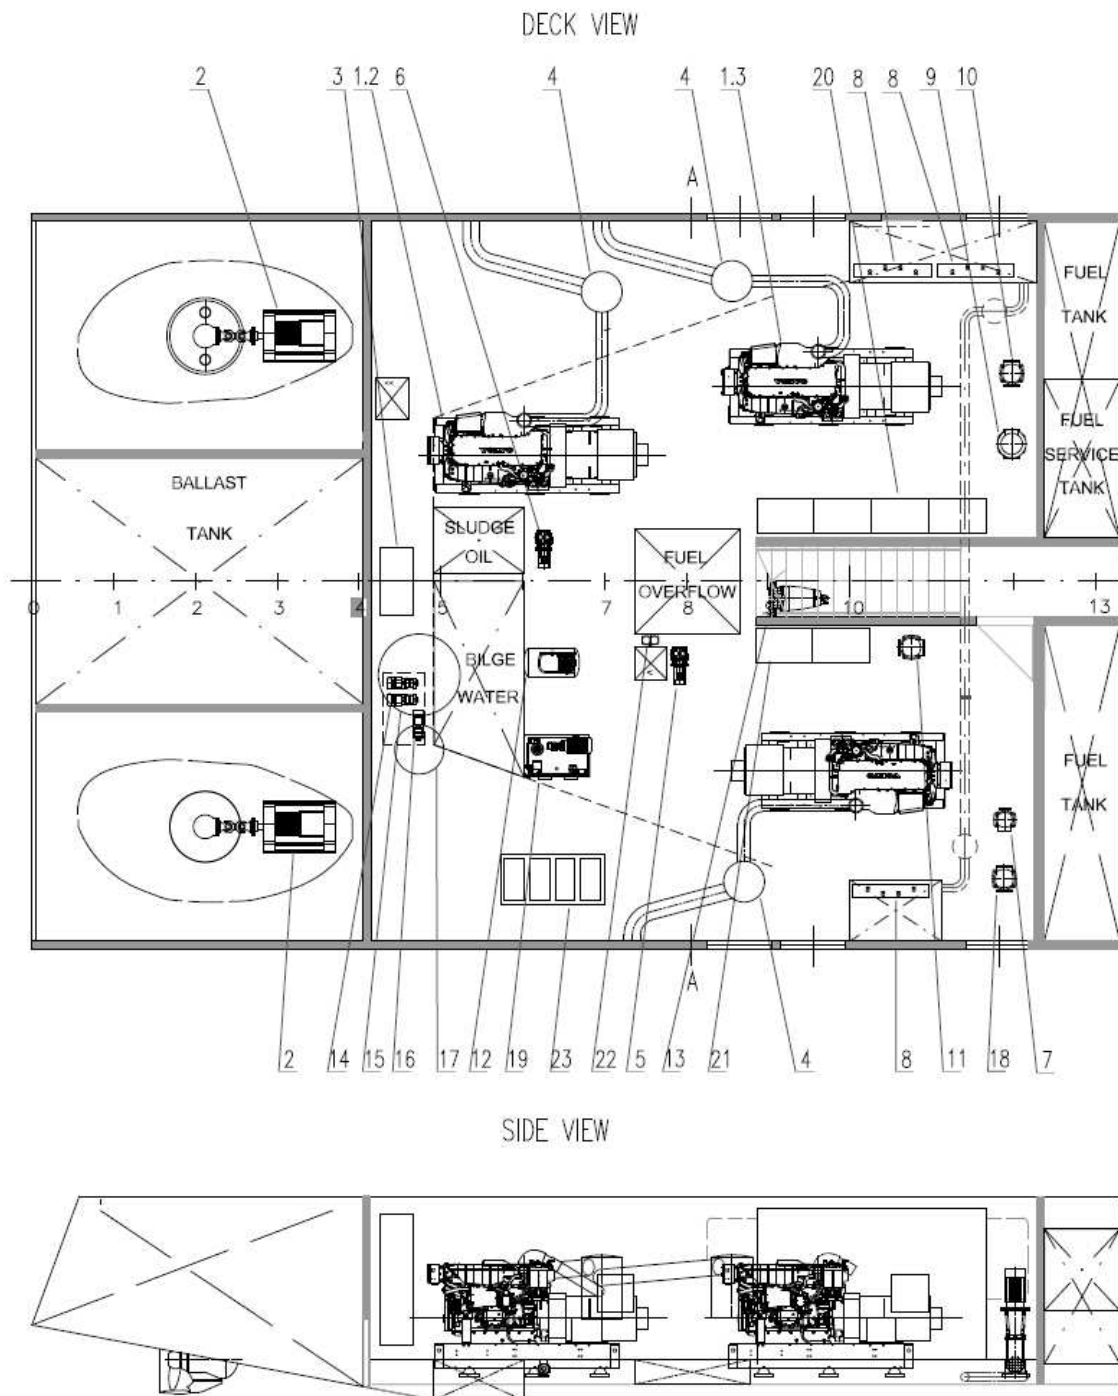 DECK VIEW
2 3 1.2 6 4 4 1.3 20 8 8 9 10
A
FUEL
TANK
FUEL
SERVICE
TANK
BALLAST
TANK
SLUDGE
OIL
FUEL
OVERFLOW
0 1 2 3 4 5 7 8 9 10 13
BILGE
WATER
FUEL
TANK
A
2 14 15 16 17 12 19 23 22 5 13 21 4 8 11 18 7
SIDE VIEW